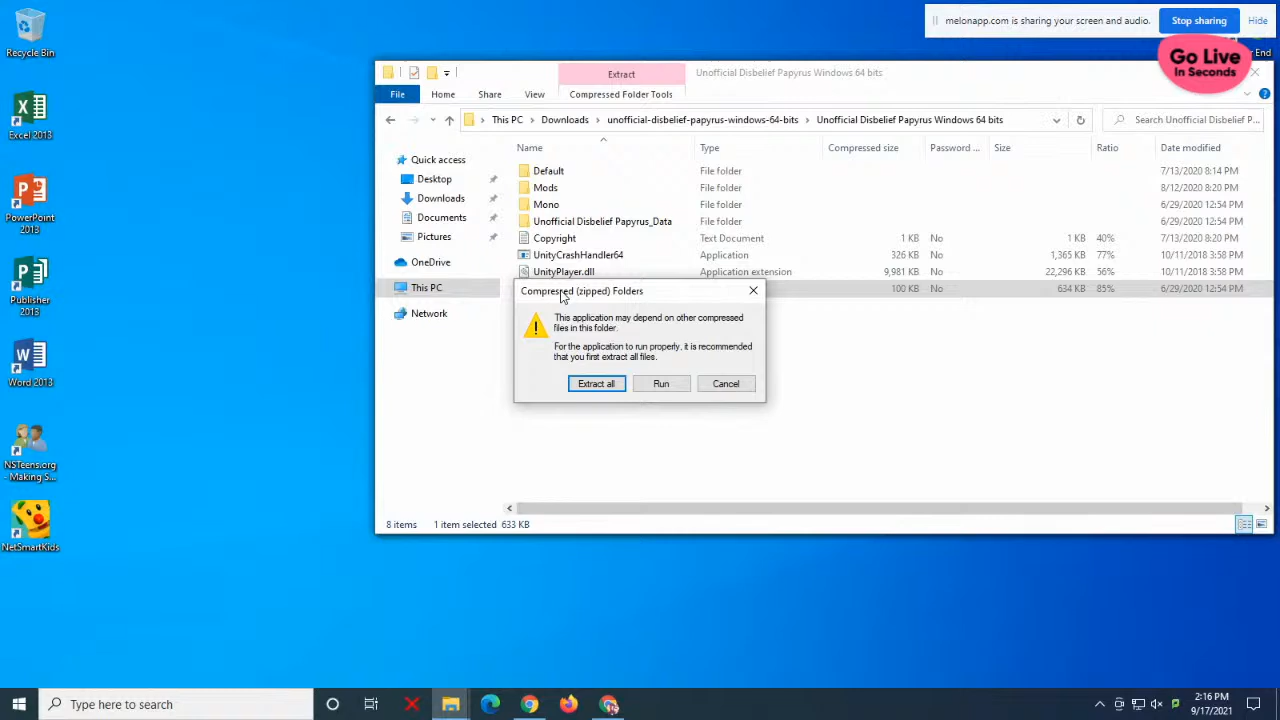 Recycle Bin
Excel 2013
PowerPoint
2013
Publisher
2013
Word 2013
NSTeens.org
- Making S...
NetSmartKids
melonapp.com is sharing your screen and audio.
Stop sharing
Hide
End
Go Live
In Seconds
Extract
Unofficial Disbelief Papyrus Windows 64 bits
File
Home
Share
View
Compressed Folder Tools
This PC
Downloads
unofficial-disbelief-papyrus-windows-64-bits
Unofficial Disbelief Papyrus Windows 64 bits
Search Unofficial Disbelief P...
Quick access
Desktop
Downloads
Documents
Pictures
OneDrive
This PC
Network
Name Type Compressed size Password ... Size Ratio Date modified
Default File folder 7/13/2020 8:14 PM
Mods File folder 8/12/2020 8:20 PM
Mono File folder 6/29/2020 12:54 PM
Unofficial Disbelief Papyrus_Data File folder 6/29/2020 12:54 PM
Copyright Text Document 1 KB No 1 KB 40% 7/13/2020 8:20 PM
UnityCrashHandler64 Application 326 KB No 1,365 KB 77% 10/11/2018 3:58 PM
UnityPlayer.dll Application extension 9,981 KB No 22,296 KB 56% 10/11/2018 3:58 PM
100 KB No 634 KB 85% 6/29/2020 12:54 PM
Compressed (zipped) Folders
This application may depend on other compressed
files in this folder.
For the application to run properly, it is recommended
that you first extract all files.
Extract all
Run
Cancel
8 items 1 item selected 633 KB
Type here to search
2:16 PM
9/17/2021